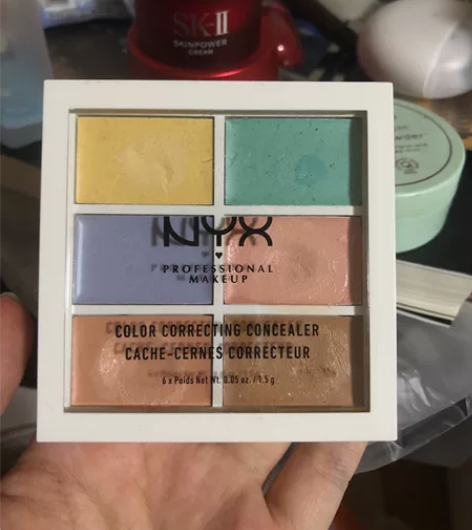 SK-II
SKINPOWER
CREAM
NYX
PROFESSIONAL
MAKEUP
COLOR CORRECTING CONCEALER
CACHE-CERNES CORRECTEUR
6 x Poids Net Wt. 0.05 oz. / 1.5 g